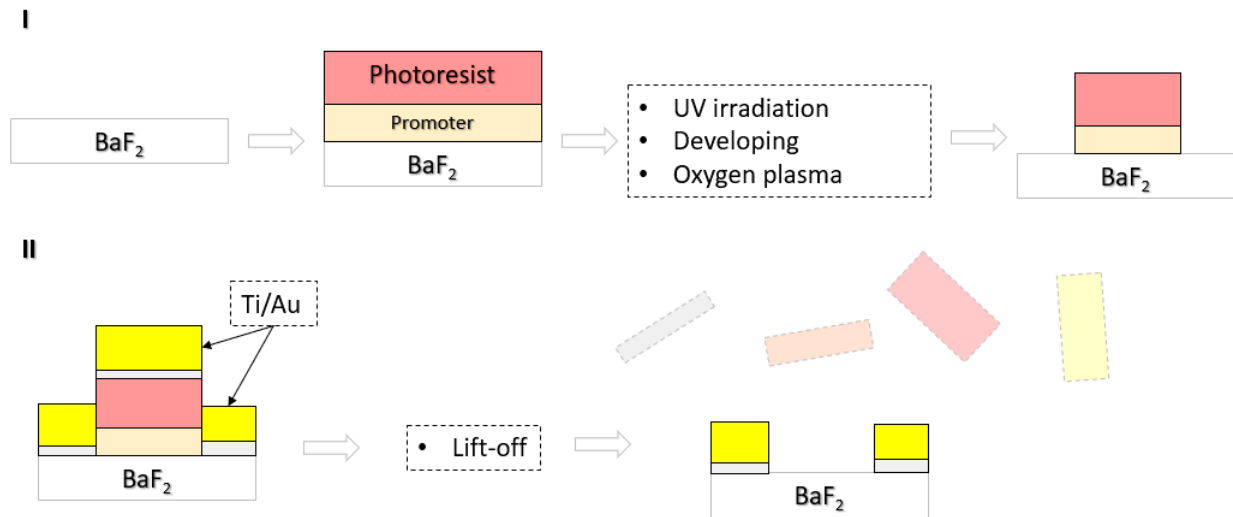 I
Photoresist
Promoter
BaF₂
BaF₂
• UV irradiation
• Developing
• Oxygen plasma
BaF₂
II
Ti/Au
BaF₂
• Lift-off
BaF₂